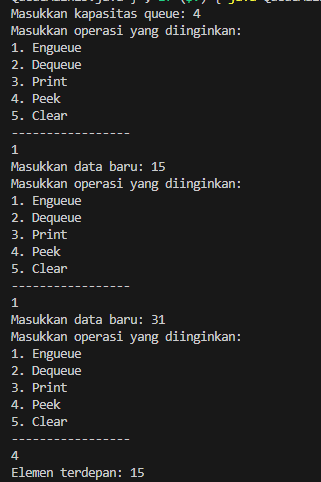 Masukkan kapasitas queue: 4
Masukkan operasi yang diinginkan:
1. Engueue
2. Dequeue
3. Print
4. Peek
5. Clear
-----------------
1
Masukkan data baru: 15
Masukkan operasi yang diinginkan:
1. Engueue
2. Dequeue
3. Print
4. Peek
5. Clear
-----------------
1
Masukkan data baru: 31
Masukkan operasi yang diinginkan:
1. Engueue
2. Dequeue
3. Print
4. Peek
5. Clear
-----------------
4
Elemen terdepan: 15